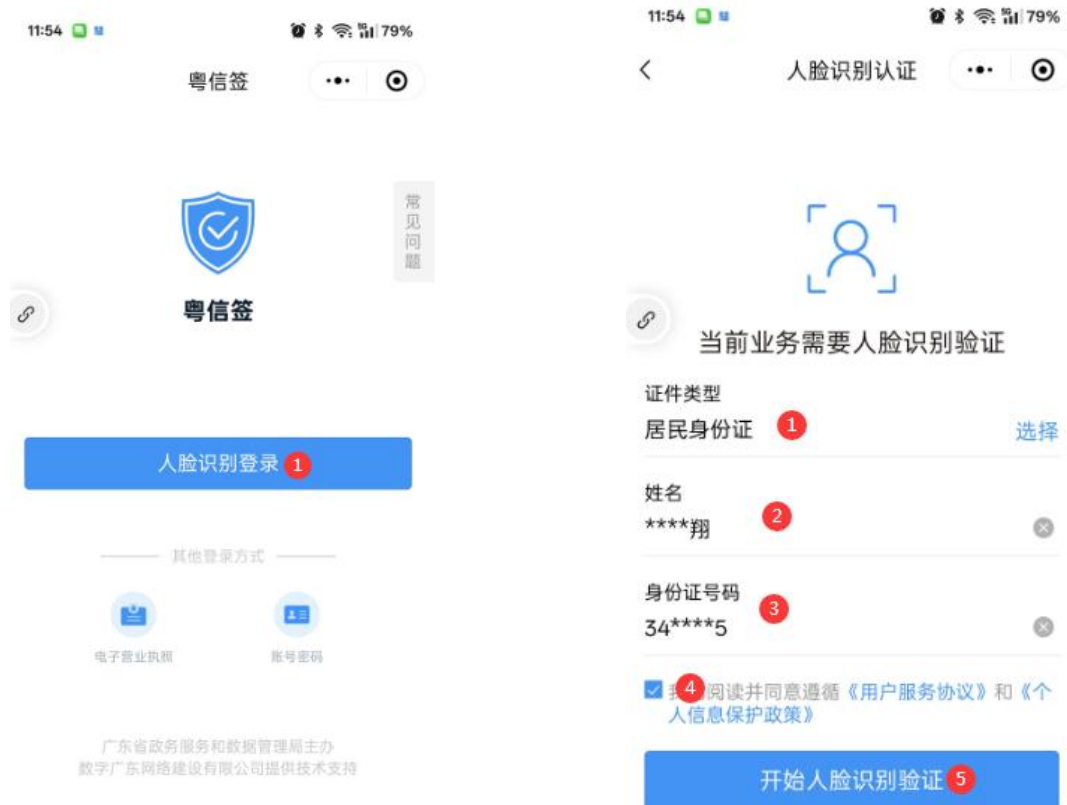 11:54
79%
粤信签
常见问题
粤信签
人脸识别登录 1
其他登录方式
电子营业执照
账号密码
广东省政务服务和数据管理局主办
数字广东网络建设有限公司提供技术支持
11:54
5G 79%
人脸识别认证
当前业务需要人脸识别验证
证件类型
居民身份证 1
选择
姓名
2
****翔
身份证号码
3
34****5
4 阅读并同意遵循《用户服务协议》和《个
人信息保护政策》
开始人脸识别验证 5